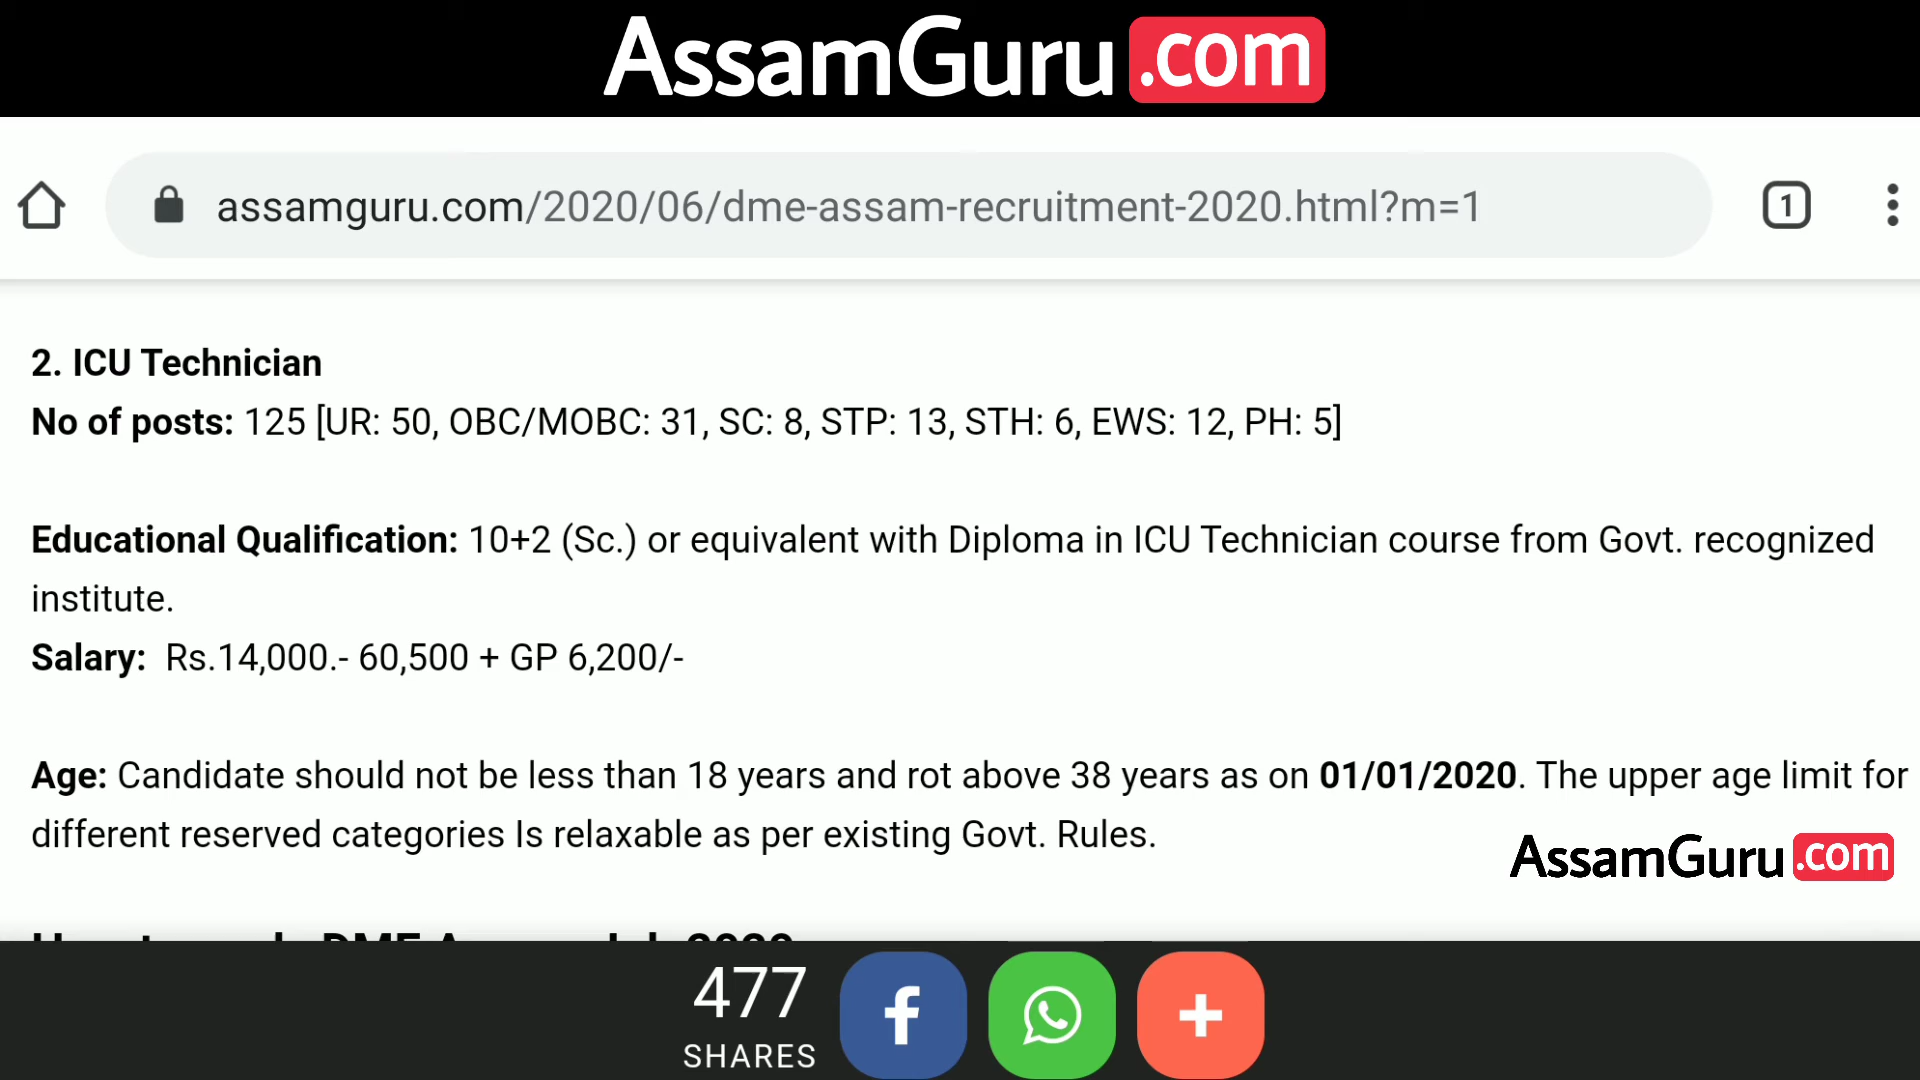 AssamGuru.com
assamguru.com/2020/06/dme-assam-recruitment-2020.html?m=1
1
2. ICU Technician
No of posts: 125 [UR: 50, OBC/MOBC: 31, SC: 8, STP: 13, STH: 6, EWS: 12, PH: 5]
Educational Qualification: 10+2 (Sc.) or equivalent with Diploma in ICU Technician course from Govt. recognized
institute.
Salary: Rs.14,000.- 60,500 + GP 6,200/-
Age: Candidate should not be less than 18 years and rot above 38 years as on 01/01/2020. The upper age limit for
different reserved categories Is relaxable as per existing Govt. Rules.
AssamGuru.com
477
SHARES